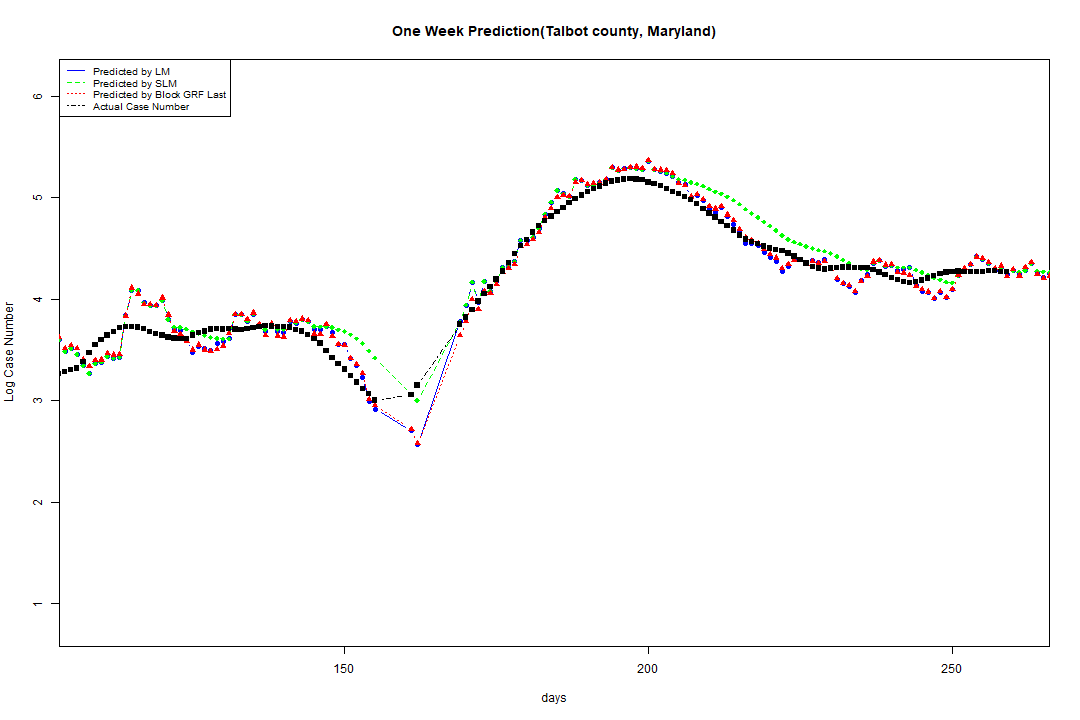 One Week Prediction(Talbot county, Maryland)
Predicted by LM
Predicted by SLM
Predicted by Block GRF Last
Actual Case Number
6
5
4
3
2
1
Log Case Number
150
200
250
days